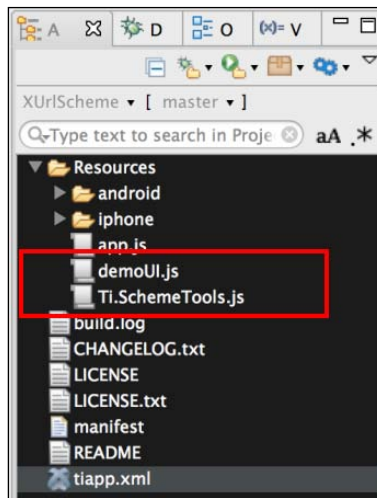 A D O (x)= V
XUrlScheme [ master ]
Type text to search in Proje aA .*
Resources
android
iphone
app.js
demoUI.js
Ti.SchemeTools.js
build.log
CHANGELOG.txt
LICENSE
LICENSE.txt
manifest
README
tiapp.xml